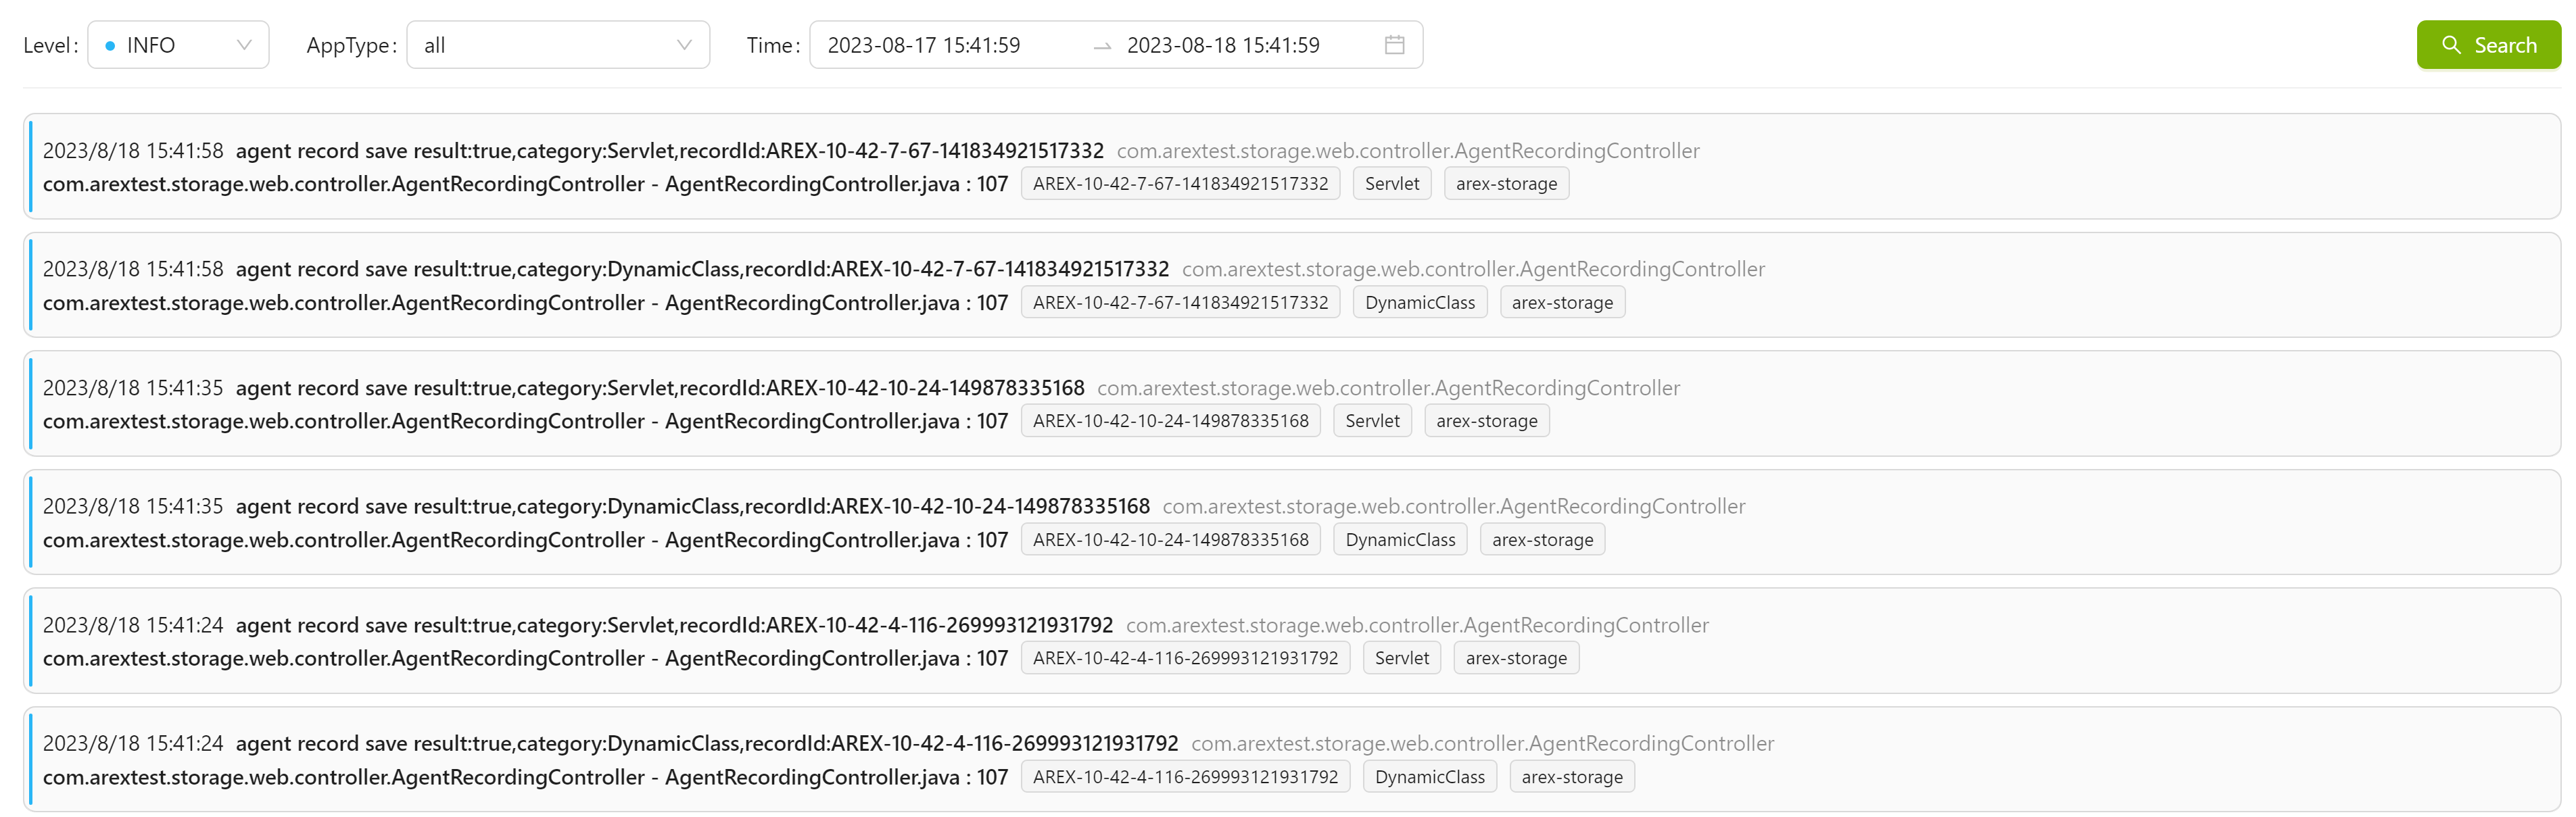 Level: INFO AppType: all Time: 2023-08-17 15:41:59 → 2023-08-18 15:41:59 Search
2023/8/18 15:41:58 agent record save result:true,category:Servlet,recordId:AREX-10-42-7-67-141834921517332 com.arextest.storage.web.controller.AgentRecordingController
com.arextest.storage.web.controller.AgentRecordingController - AgentRecordingController.java : 107 AREX-10-42-7-67-141834921517332 Servlet arex-storage
2023/8/18 15:41:58 agent record save result:true,category:DynamicClass,recordId:AREX-10-42-7-67-141834921517332 com.arextest.storage.web.controller.AgentRecordingController
com.arextest.storage.web.controller.AgentRecordingController - AgentRecordingController.java : 107 AREX-10-42-7-67-141834921517332 DynamicClass arex-storage
2023/8/18 15:41:35 agent record save result:true,category:Servlet,recordId:AREX-10-42-10-24-149878335168 com.arextest.storage.web.controller.AgentRecordingController
com.arextest.storage.web.controller.AgentRecordingController - AgentRecordingController.java : 107 AREX-10-42-10-24-149878335168 Servlet arex-storage
2023/8/18 15:41:35 agent record save result:true,category:DynamicClass,recordId:AREX-10-42-10-24-149878335168 com.arextest.storage.web.controller.AgentRecordingController
com.arextest.storage.web.controller.AgentRecordingController - AgentRecordingController.java : 107 AREX-10-42-10-24-149878335168 DynamicClass arex-storage
2023/8/18 15:41:24 agent record save result:true,category:Servlet,recordId:AREX-10-42-4-116-269993121931792 com.arextest.storage.web.controller.AgentRecordingController
com.arextest.storage.web.controller.AgentRecordingController - AgentRecordingController.java : 107 AREX-10-42-4-116-269993121931792 Servlet arex-storage
2023/8/18 15:41:24 agent record save result:true,category:DynamicClass,recordId:AREX-10-42-4-116-269993121931792 com.arextest.storage.web.controller.AgentRecordingController
com.arextest.storage.web.controller.AgentRecordingController - AgentRecordingController.java : 107 AREX-10-42-4-116-269993121931792 DynamicClass arex-storage